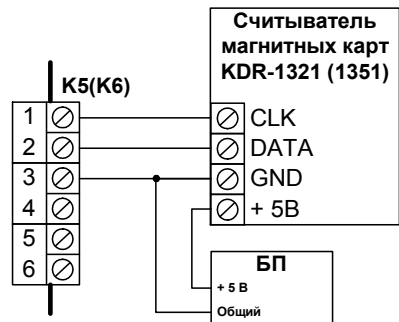 Считыватель
магнитных карт
KDR-1321 (1351)
K5(K6)
1
CLK
2
DATA
3
GND
4
+ 5В
5
6
БП
+ 5 В
Общий